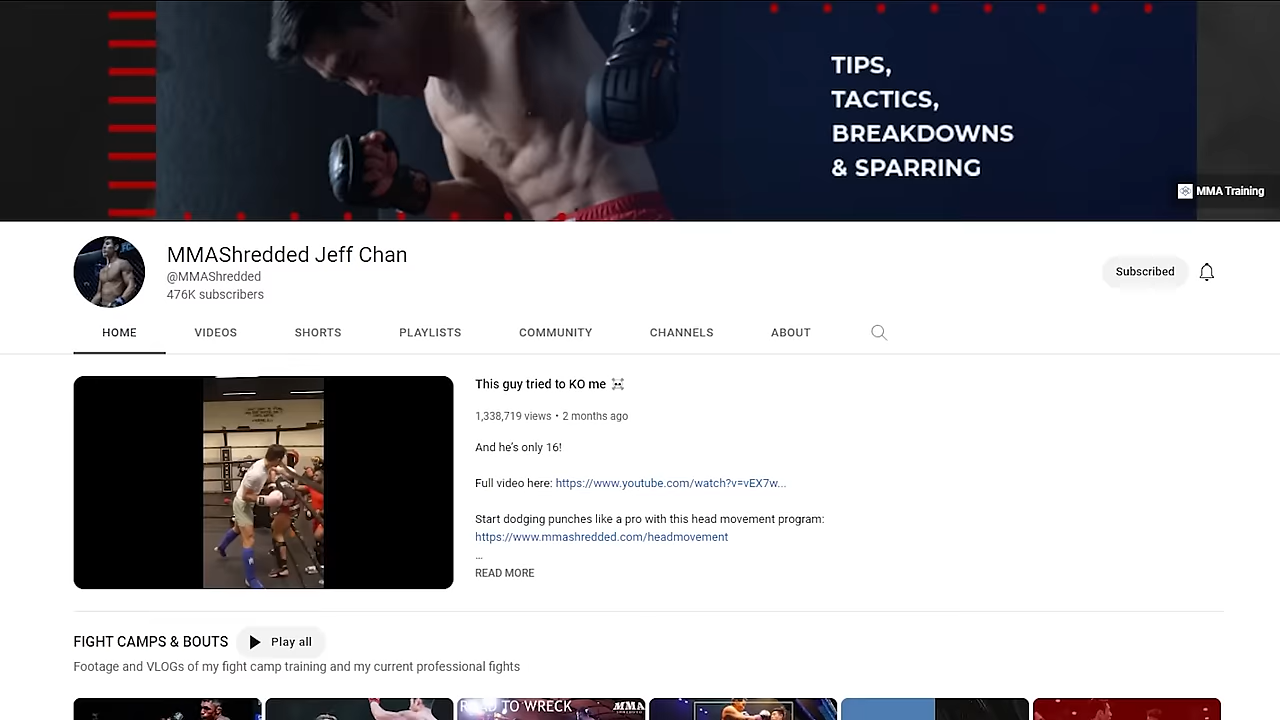 TIPS,
TACTICS,
BREAKDOWNS
& SPARRING
MMA Training
MMAShredded Jeff Chan
@MMAShredded
476K subscribers
Subscribed
HOME VIDEOS SHORTS PLAYLISTS COMMUNITY CHANNELS ABOUT
This guy tried to KO me ☠️
1,338,719 views • 2 months ago
And he's only 16!
Full video here: https://www.youtube.com/watch?v=vEX7w...
Start dodging punches like a pro with this head movement program:
https://www.mmashredded.com/headmovement
...
READ MORE
FIGHT CAMPS & BOUTS Play all
Footage and VLOGs of my fight camp training and my current professional fights
TO WRECK
MMA